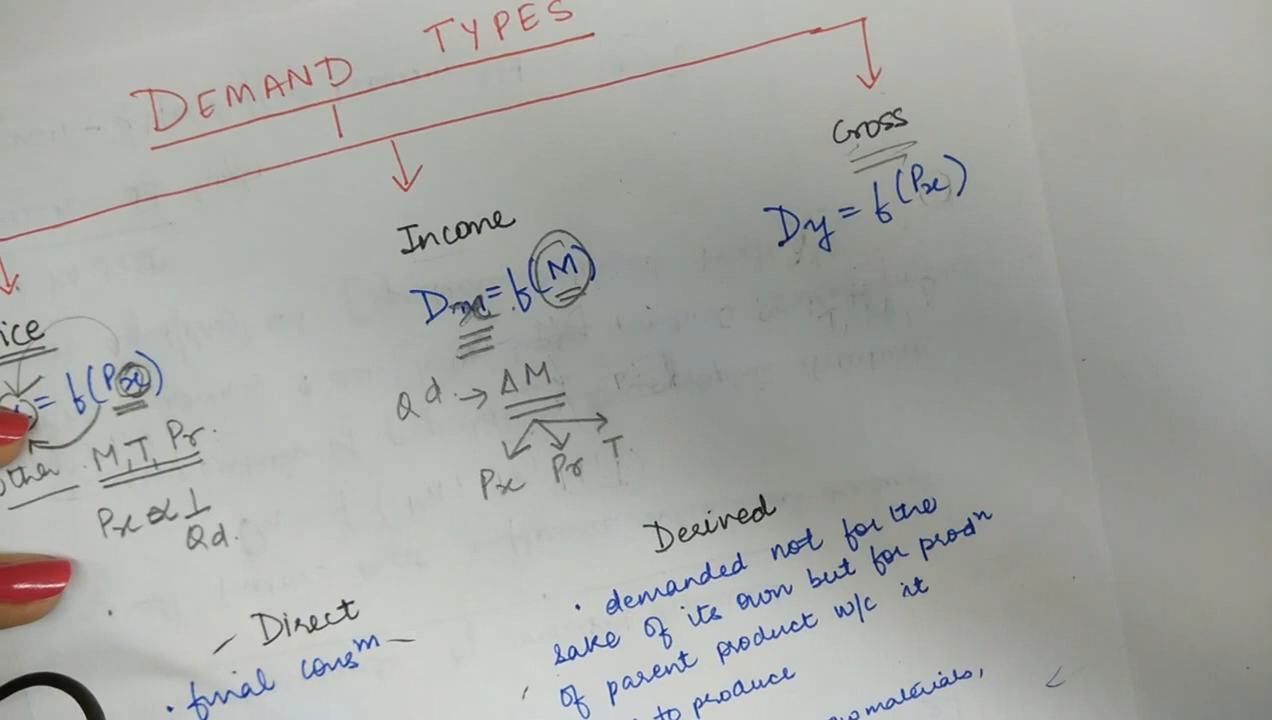 DEMAND TYPES
Cross
Dy = f(Px)
Income
Dx = f(M)
Qd → ΔM
Px Pr T
ice
= f(Px)
other M, T, Pr.
Px ∝ 1/Qd.
Derived
• demanded not for the
sake of its own but for prodⁿ
of parent product w/c it
to produce
materials,
– Direct –
• final consᵐ